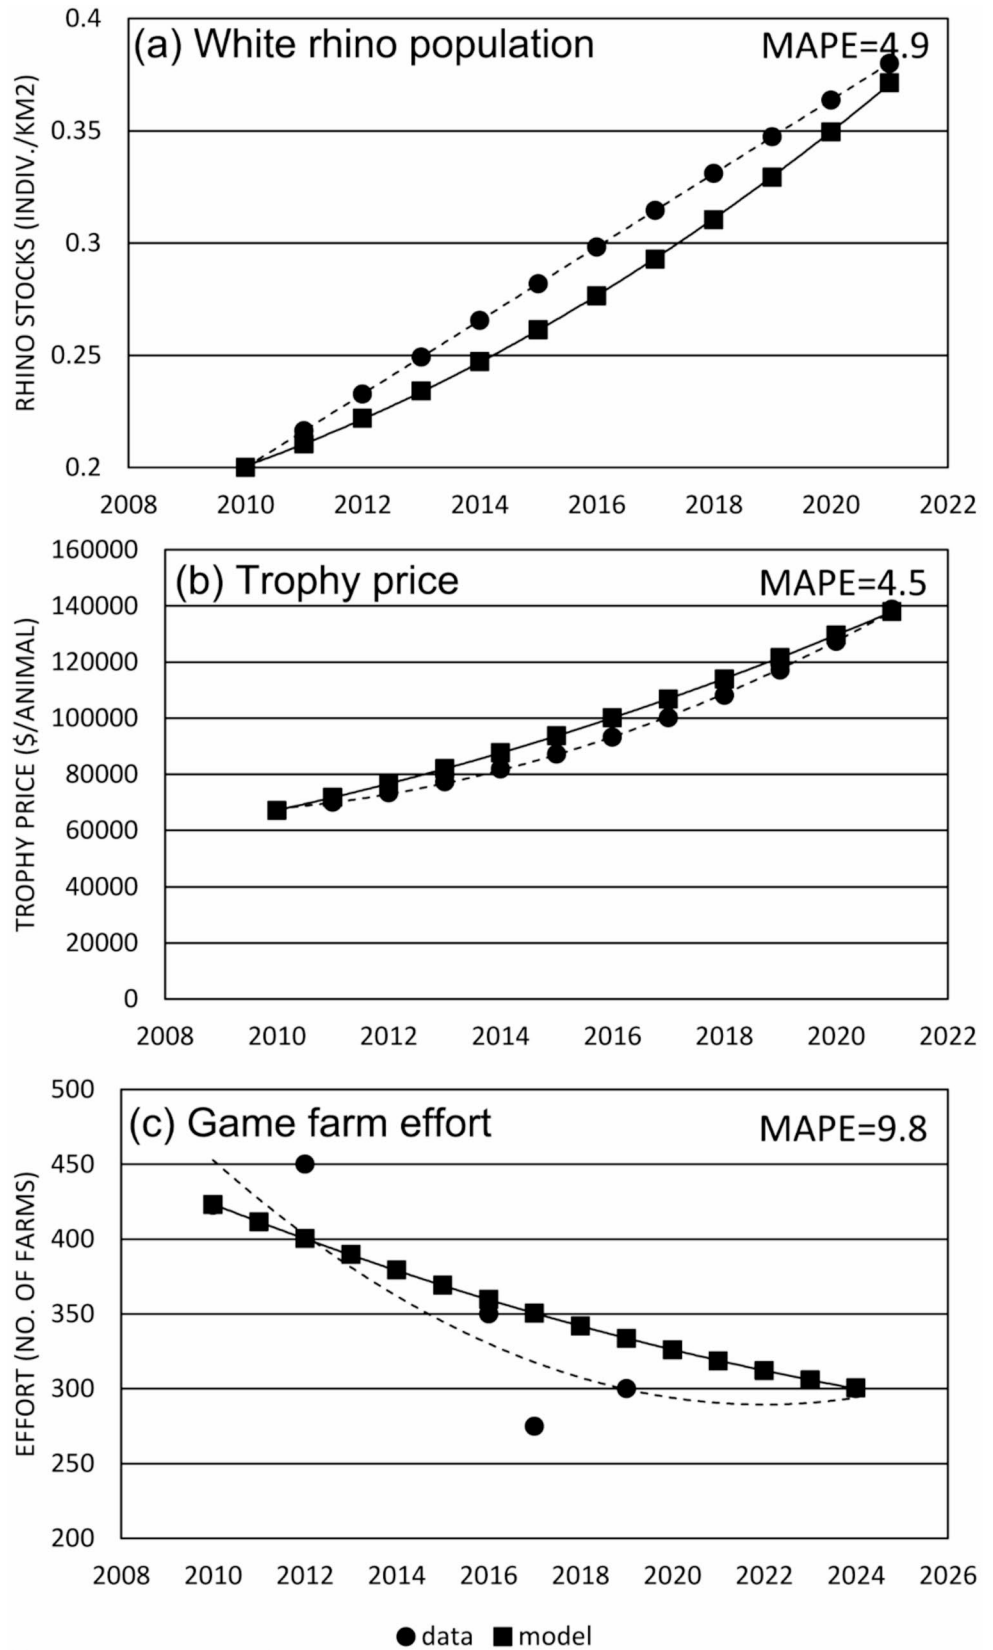 0.4
(a) White rhino population
MAPE=4.9
0.35
0.3
0.25
0.2
RHINO STOCKS (INDIV./KM2)
2008 2010 2012 2014 2016 2018 2020 2022
160000
(b) Trophy price
MAPE=4.5
140000
120000
100000
80000
60000
40000
20000
0
TROPHY PRICE ($/ANIMAL)
2008 2010 2012 2014 2016 2018 2020 2022
500
(c) Game farm effort
MAPE=9.8
450
400
350
300
250
200
EFFORT (NO. OF FARMS)
2008 2010 2012 2014 2016 2018 2020 2022 2024 2026
data model